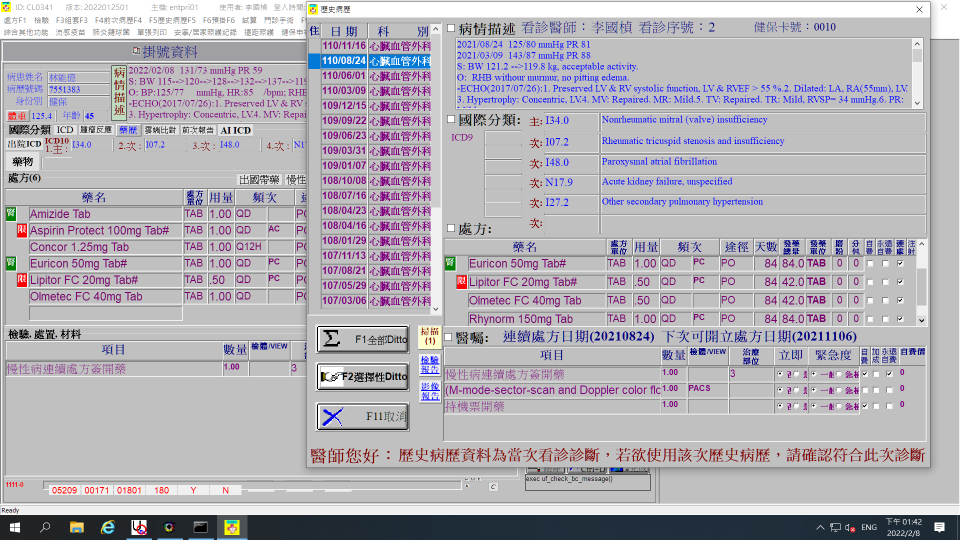 ID: CL0341 版本: 2022012501 主機: entpri01 使用者: 李國楨 登入時間:
處方F1 檢驗 F3組套F3 F4前次病歷F4 F5歷史病歷F5 F6預後F6 試算 門診手術
綜合其他功能 流感疫苗 肺炎鏈球菌 單張列印 安寧/居家照護紀錄 遠距照護 健保申
掛號資料
病患姓名 林能億
病歷號碼 7551383
身份別 健保
體重 125.4 年齡 45
病情描述
2022/02/08 131/73 mmHg PR 59
S: BW 115-->120-->128-->132-->137-->119
O: BP:125/77 mmHg, HR:85 /bpm; RHB
-ECHO(2017/07/26):1. Preserved LV & RV
3. Hypertrophy: Concentric, LV.4. MV: R
國際分類 ICD 腫瘤反應 藥歷 雲端比對 前次報告 AI ICD
出院ICD ICD10 1.主: I34.0 2.次: I07.2 3.次: I48.0 4.次: N1
藥物
處方(6) 出國帶藥 慢性
藥名 處方單位 用量 頻次
腎 Amizide Tab TAB 1.00 QD PO
限 Aspirin Protect 100mg Tab# TAB 1.00 QD AC PO
Concor 1.25mg Tab TAB 1.00 Q12H PO
腎 Euricon 50mg Tab# TAB 1.00 QD PC PO
限 Lipitor FC 20mg Tab# TAB .50 QD PC PO
Olmetec FC 40mg Tab TAB 1.00 QD PO
檢驗. 處置. 材料
項目 數量 檢體/VIEW
慢性病連續處方簽開藥 1.00 3
1111-0 05209 00171 01801 180 Y N
C
exec uf_check_bc_message()
Ready
歷史病歷
住 日期 科別
110/11/16 心臟血管外科
110/08/24 心臟血管外科
110/06/01 心臟血管外科
110/03/09 心臟血管外科
109/12/15 心臟血管外科
109/09/22 心臟血管外科
109/06/23 心臟血管外科
109/03/31 心臟血管外科
109/01/07 心臟血管外科
108/10/08 心臟血管外科
108/07/16 心臟血管外科
108/04/23 心臟血管外科
108/04/16 心臟血管外科
108/01/29 心臟血管外科
107/11/13 心臟血管外科
107/08/21 心臟血管外科
107/05/29 心臟血管外科
107/03/06 心臟血管外科
F1全部Ditto
F2選擇性Ditto
F11取消
掃描(1)
檢驗報告
影像報告
病情描述 看診醫師：李國楨 看診序號：2 健保卡號：0010
2021/08/24 125/80 mmHg PR 81
2021/03/09 143/87 mmHg PR 88
S: BW 121.2 -->119.8 kg, acceptable activity.
O: RHB withour murmur, no pitting edema.
-ECHO(2017/07/26):1. Preserved LV & RV systolic function, LV & RVEF > 55 %.2. Dilated: LA, RA(55mm), LV.
3. Hypertrophy: Concentric, LV.4. MV: Repaired. MR: Mild.5. TV: Repaired. TR: Mild, RVSP= 34 mmHg.6. PR:
國際分類: 主: I34.0 Nonrheumatic mitral (valve) insufficiency
ICD9 次: I07.2 Rheumatic tricuspid stenosis and insufficiency
次: I48.0 Paroxysmal atrial fibrillation
次: N17.9 Acute kidney failure, unspecified
次: I27.2 Other secondary pulmonary hypertension
次:
處方:
藥名 處方單位 用量 頻次 途徑 天數 發藥總量 發藥單位 磨粉 分包 自費 永遠自費 連處 注射
腎 Euricon 50mg Tab# TAB 1.00 QD PC PO 84 84.0 TAB 0 0
限 Lipitor FC 20mg Tab# TAB .50 QD PC PO 84 42.0 TAB 0 0
Olmetec FC 40mg Tab TAB .50 QD PO 84 42.0 TAB 0 0
Rhynorm 150mg Tab TAB 1.00 QD PC PO 84 84.0 TAB 0 0
醫囑: 連續處方日期(20210824) 下次可開立處方日期(20211106)
項目 數量 檢體/VIEW 治療部位 立即 緊急度 自費 加成 永遠自費 自費價
慢性病連續處方簽開藥 1.00 3 0
(M-mode-sector-scan and Doppler color flo 1.00 PACS 0
持機票開藥 1.00 0
醫師您好：歷史病歷資料為當次看診診斷，若欲使用該次歷史病歷，請確認符合此次診斷
ENG
下午 01:42
2022/2/8